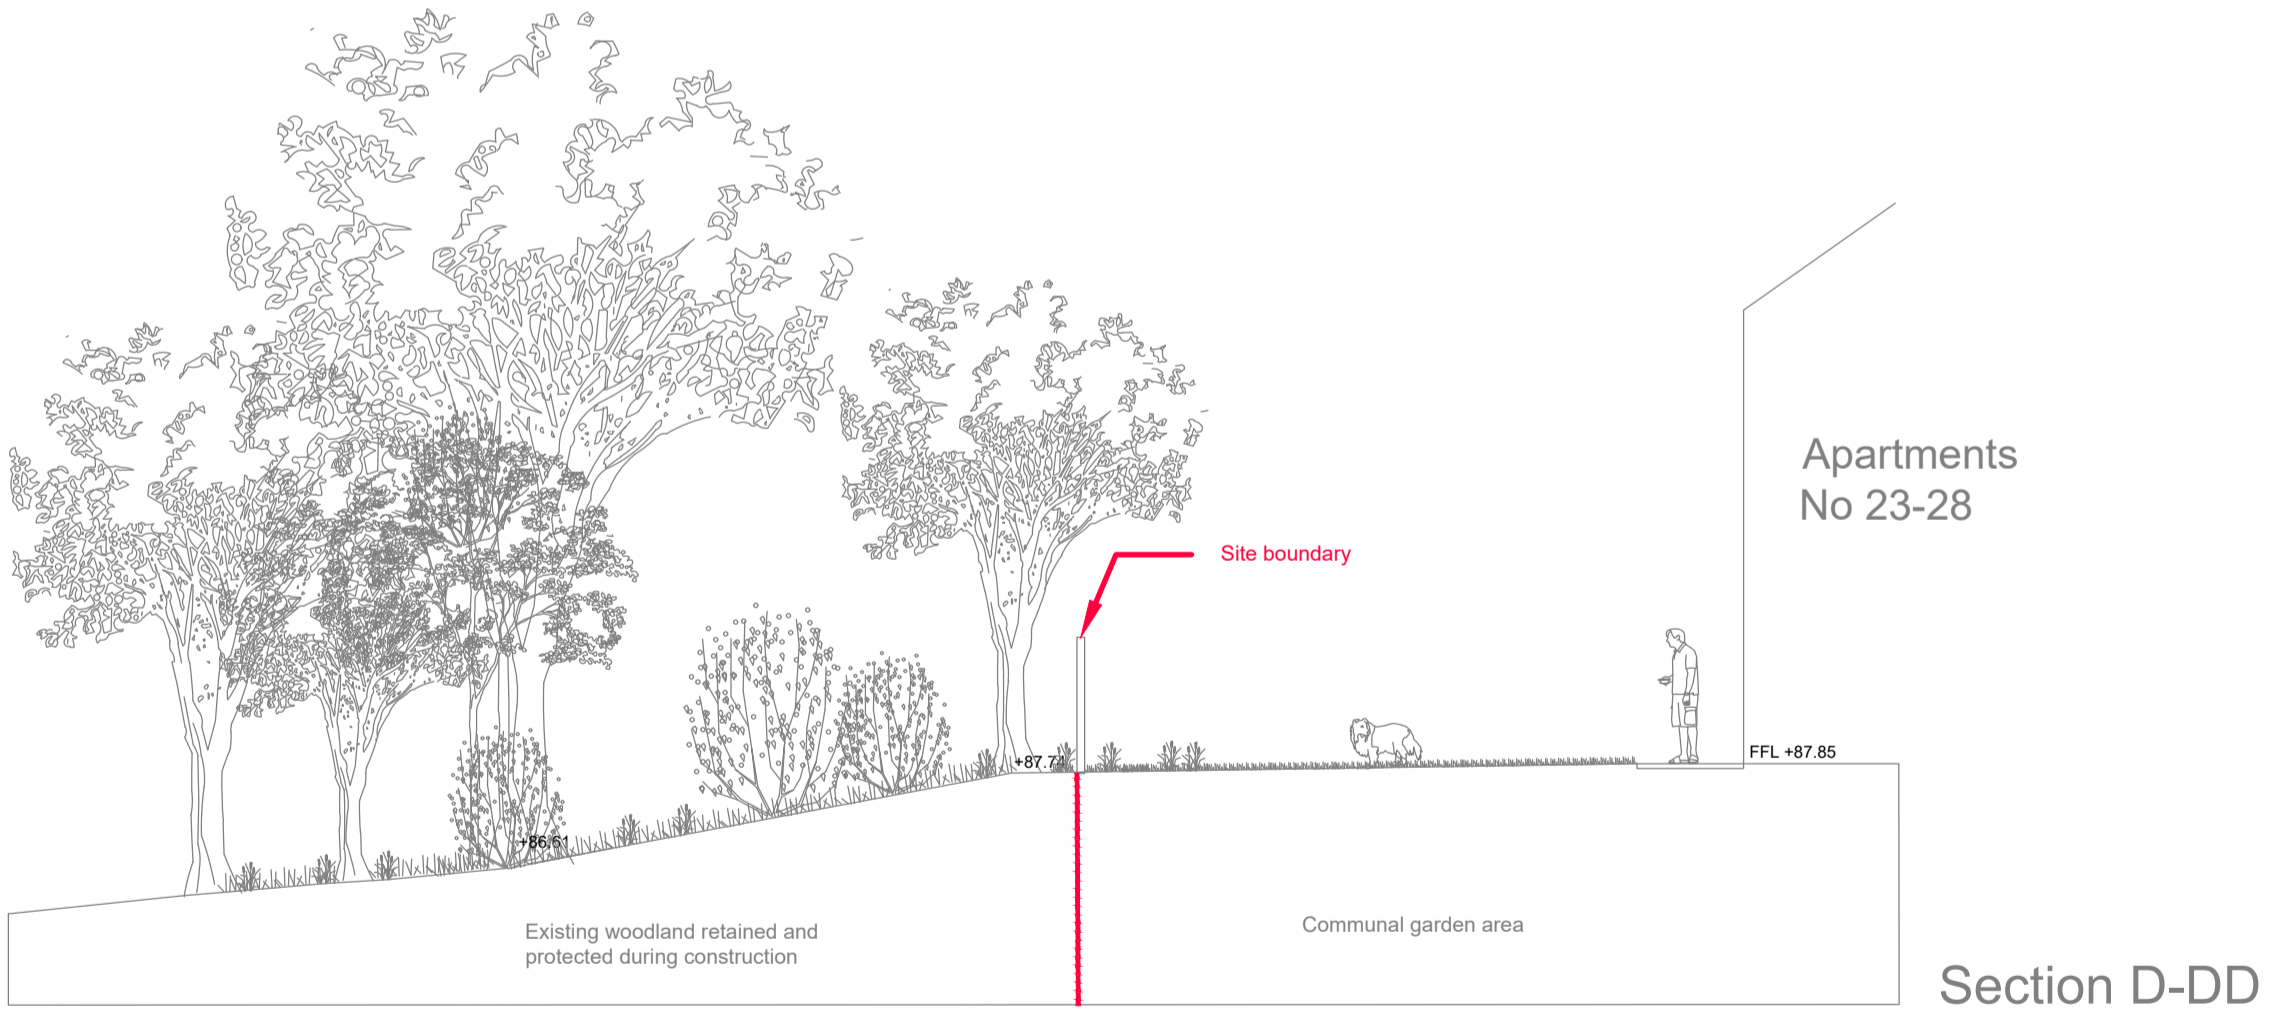 Apartments
No 23-28
Site boundary
+87.74
FFL +87.85
+86.61
Existing woodland retained and
protected during construction
Communal garden area
Section D-DD